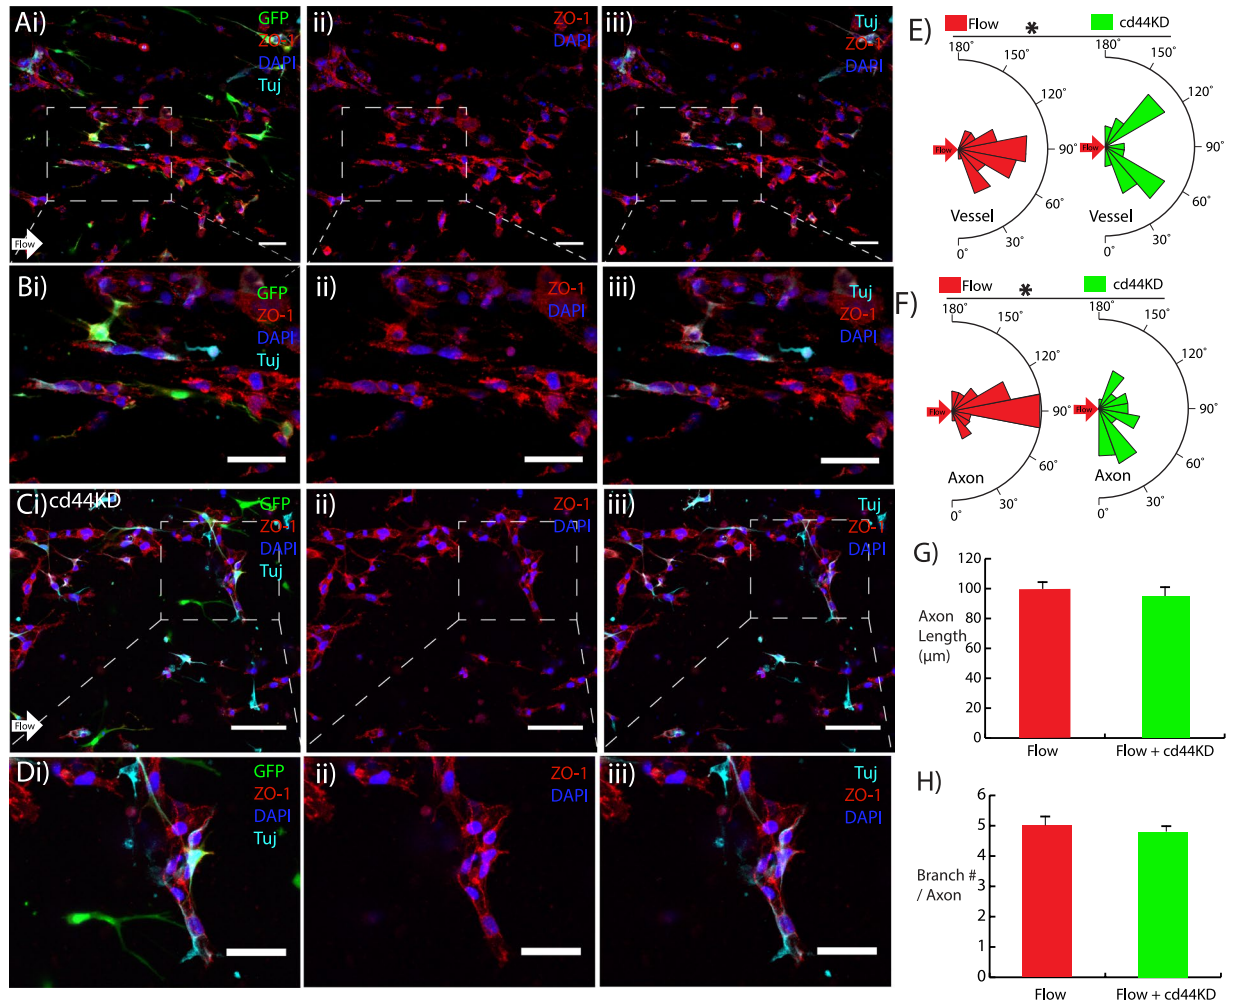 Ai)
GFP
ZO-1
DAPI
Tuj
Flow
ii)
ZO-1
DAPI
iii)
Tuj
ZO-1
DAPI
Bi)
GFP
ZO-1
DAPI
Tuj
ii)
ZO-1
DAPI
iii)
Tuj
ZO-1
DAPI
Ci) cd44KD
GFP
ZO-1
DAPI
Tuj
Flow
ii)
ZO-1
DAPI
iii)
Tuj
ZO-1
DAPI
Di)
GFP
ZO-1
DAPI
Tuj
ii)
ZO-1
DAPI
iii)
Tuj
ZO-1
DAPI
E)
Flow
*
cd44KD
180°
150°
120°
90°
60°
30°
0°
Flow
Vessel
180°
150°
120°
90°
60°
30°
0°
Flow
Vessel
F)
Flow
*
cd44KD
180°
150°
120°
90°
60°
30°
0°
Flow
Axon
180°
150°
120°
90°
60°
30°
0°
Flow
Axon
G)
Axon
Length
(μm)
120
100
80
60
40
20
0
Flow
Flow + cd44KD
H)
Branch #
/ Axon
6
5
4
3
2
1
0
Flow
Flow + cd44KD